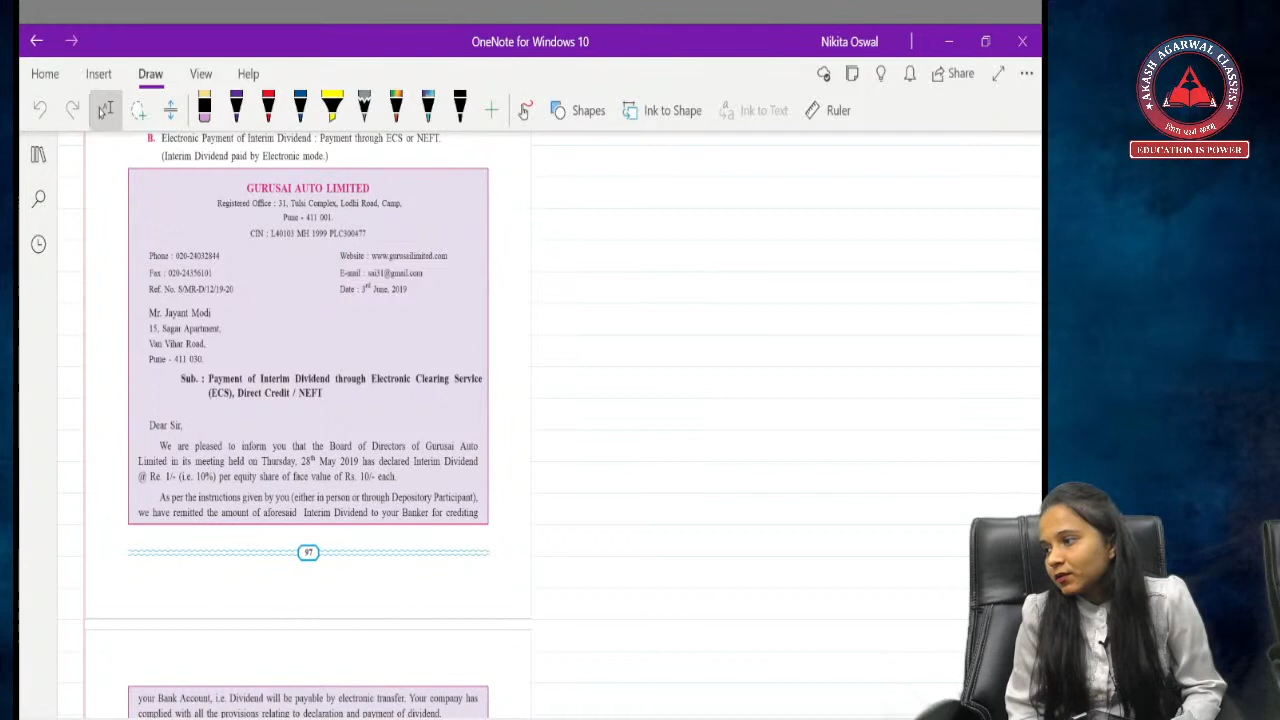 OneNote for Windows 10
Nikita Oswal
Home
Insert
Draw
View
Help
Share
Shapes
Ink to Shape
Ink to Text
Ruler
B. Electronic Payment of Interim Dividend : Payment through ECS or NEFT.
(Interim Dividend paid by Electronic mode.)
GURUSAI AUTO LIMITED
Registered Office : 31, Tulsi Complex, Lodhi Road, Camp,
Pune - 411 001.
CIN : L40103 MH 1999 PLC300477
Phone : 020-24032844
Website : www.gurusailimited.com
Fax : 020-24356101
E-mail : sai31@gmail.com
Ref. No. S/MR-D/12/19-20
Date : 3rd June, 2019
Mr. Jayant Modi
15, Sagar Apartment,
Van Vihar Road,
Pune - 411 030.
Sub. : Payment of Interim Dividend through Electronic Clearing Service
(ECS), Direct Credit / NEFT
Dear Sir,
We are pleased to inform you that the Board of Directors of Gurusai Auto
Limited in its meeting held on Thursday, 28th May 2019 has declared Interim Dividend
@ Re. 1/- (i.e. 10%) per equity share of face value of Rs. 10/- each.
As per the instructions given by you (either in person or through Depository Participant),
we have remitted the amount of aforesaid Interim Dividend to your Banker for crediting
97
your Bank Account, i.e. Dividend will be payable by electronic transfer. Your company has
complied with all the provisions relating to declaration and payment of dividend.
AKASH AGARWAL CLASSES
EDUCATION IS POWER